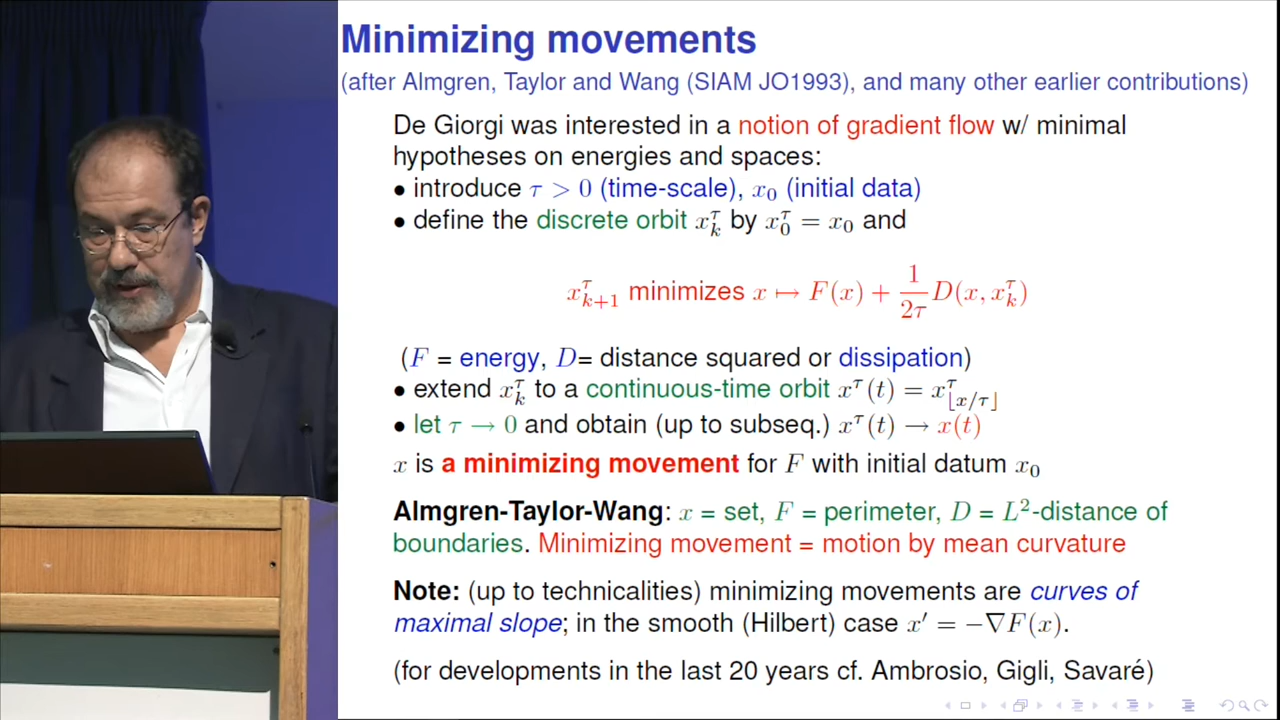 Minimizing movements
(after Almgren, Taylor and Wang (SIAM JO1993), and many other earlier contributions)
De Giorgi was interested in a notion of gradient flow w/ minimal
hypotheses on energies and spaces:
• introduce τ > 0 (time-scale), x₀ (initial data)
• define the discrete orbit x_k^τ by x_0^τ = x₀ and
x_{k+1}^τ minimizes x ↦ F(x) + \frac{1}{2τ} D(x, x_k^τ)
(F = energy, D= distance squared or dissipation)
• extend x_k^τ to a continuous-time orbit x^τ(t) = x^τ_{⌊x/τ⌋}
• let τ → 0 and obtain (up to subseq.) x^τ(t) → x(t)
x is a minimizing movement for F with initial datum x₀
Almgren-Taylor-Wang: x = set, F = perimeter, D = L²-distance of
boundaries. Minimizing movement = motion by mean curvature
Note: (up to technicalities) minimizing movements are curves of
maximal slope; in the smooth (Hilbert) case x′ = −∇F(x).
(for developments in the last 20 years cf. Ambrosio, Gigli, Savaré)